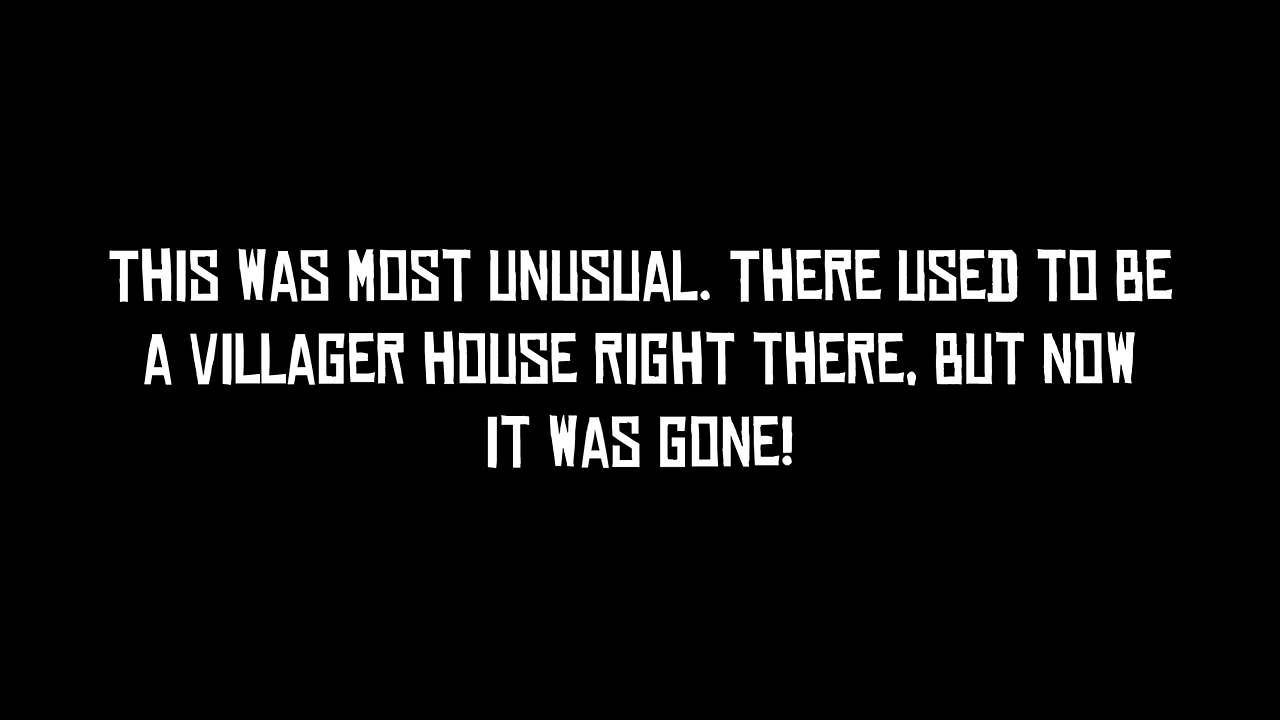 THIS WAS MOST UNUSUAL. THERE USED TO BE
A VILLAGER HOUSE RIGHT THERE, BUT NOW
IT WAS GONE!